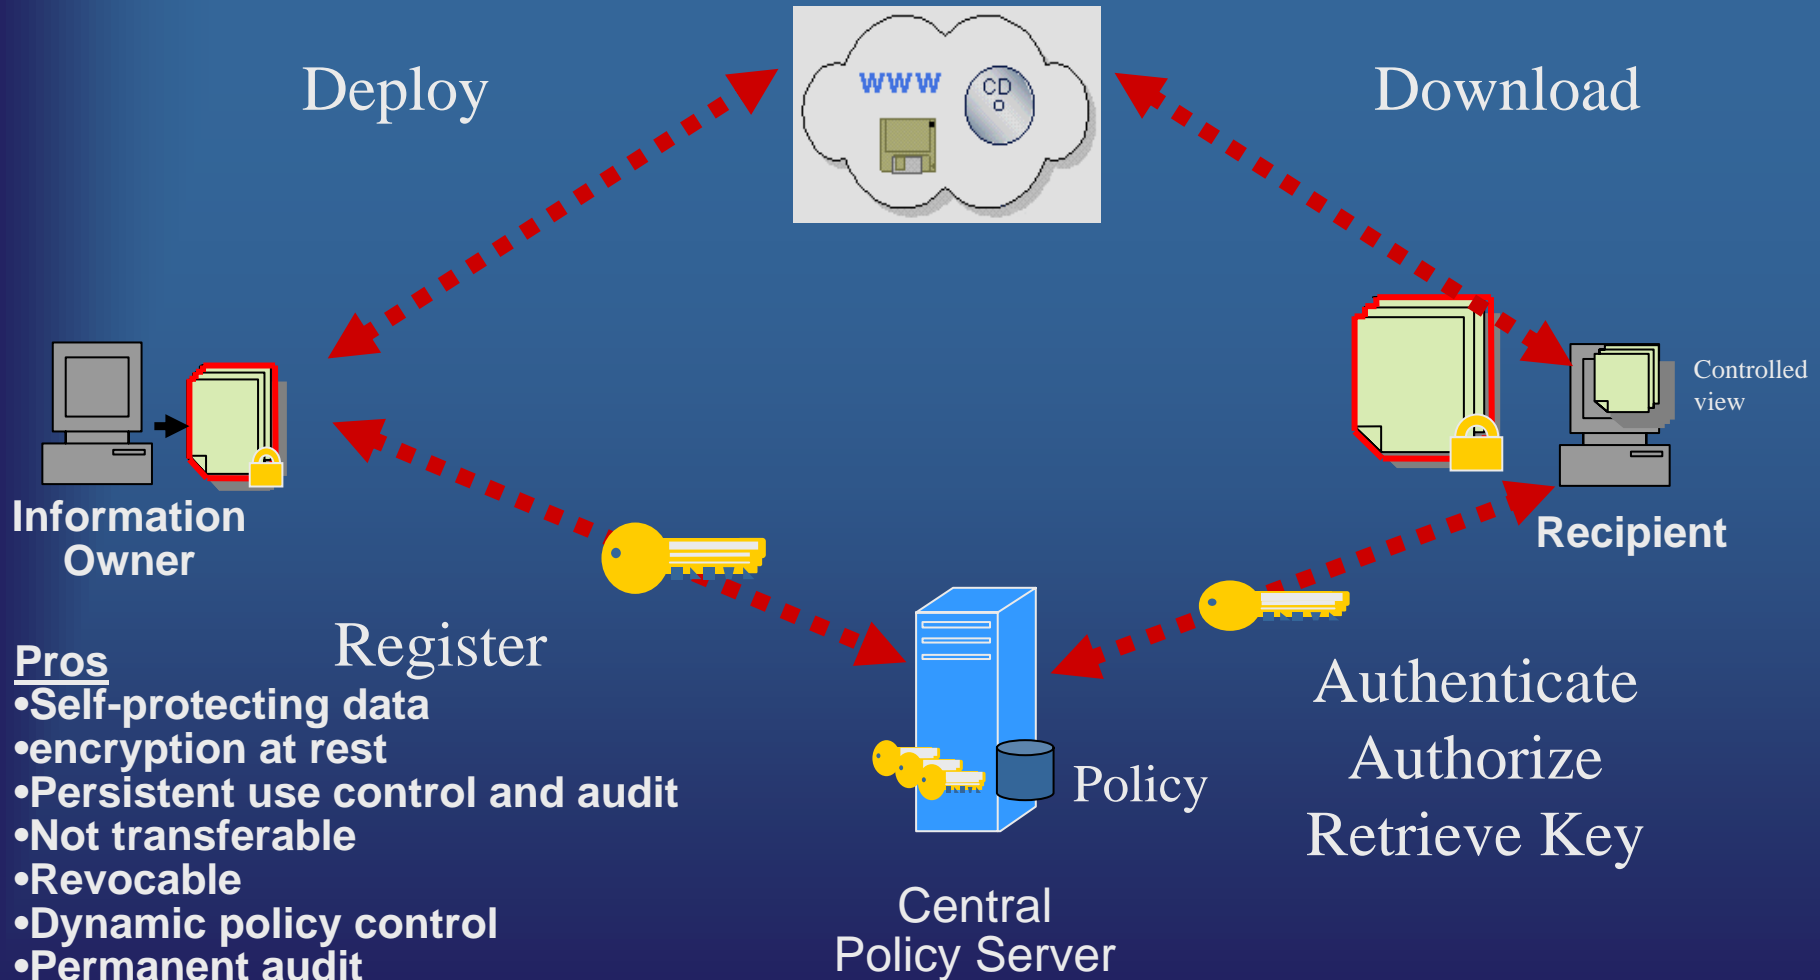 Deploy
WWW
CD
Download
Controlled
view
Information
Owner
Recipient
Register
Pros
•Self-protecting data
•encryption at rest
•Persistent use control and audit
•Not transferable
•Revocable
•Dynamic policy control
•Permanent audit
Policy
Central
Policy Server
Authenticate
Authorize
Retrieve Key